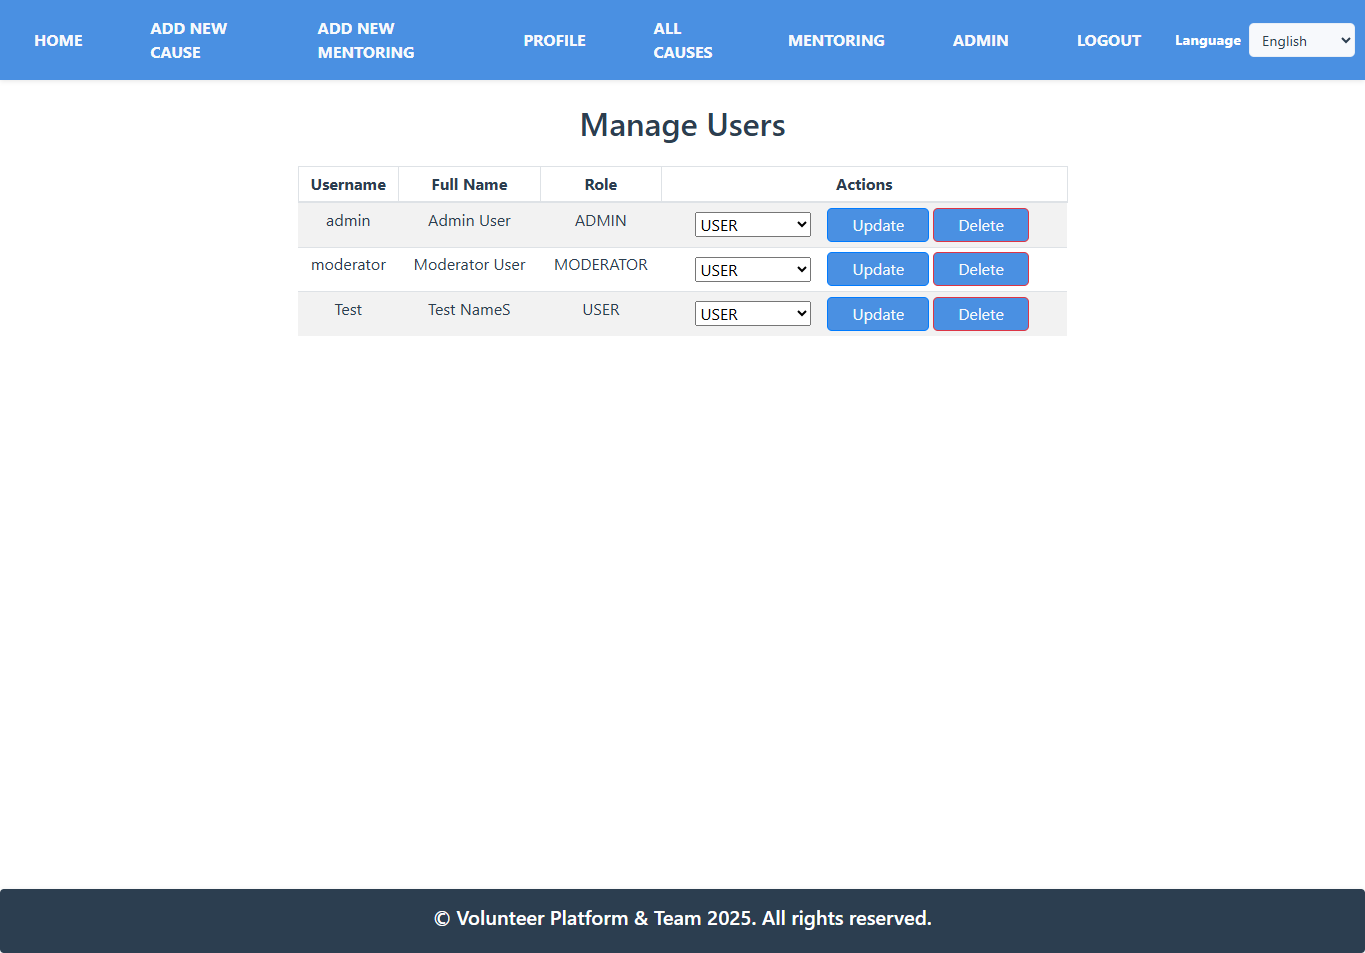 HOME
ADD NEW
CAUSE
ADD NEW
MENTORING
PROFILE
ALL
CAUSES
MENTORING
ADMIN
LOGOUT
Language
English
Manage Users
Username Full Name Role Actions
admin Admin User ADMIN USER Update Delete
moderator Moderator User MODERATOR USER Update Delete
Test Test NameS USER USER Update Delete
© Volunteer Platform & Team 2025. All rights reserved.